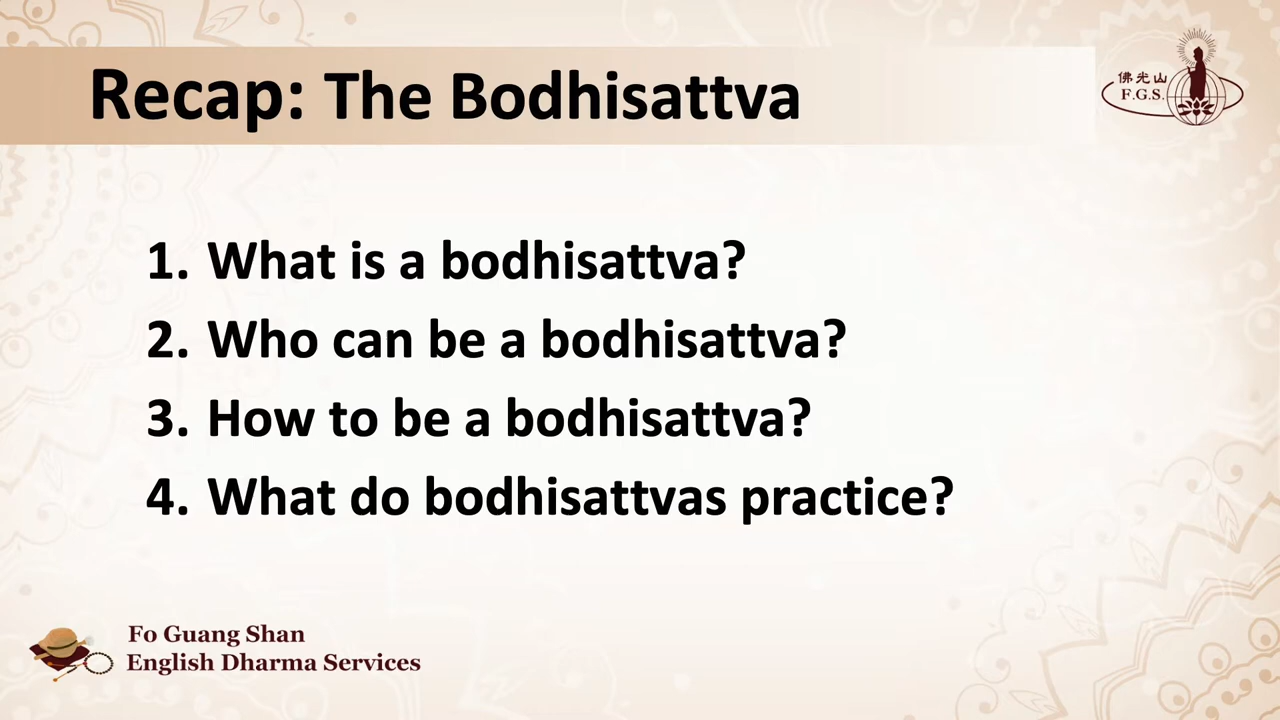 Recap: The Bodhisattva
佛光山
F.G.S.
1. What is a bodhisattva?
2. Who can be a bodhisattva?
3. How to be a bodhisattva?
4. What do bodhisattvas practice?
Fo Guang Shan
English Dharma Services